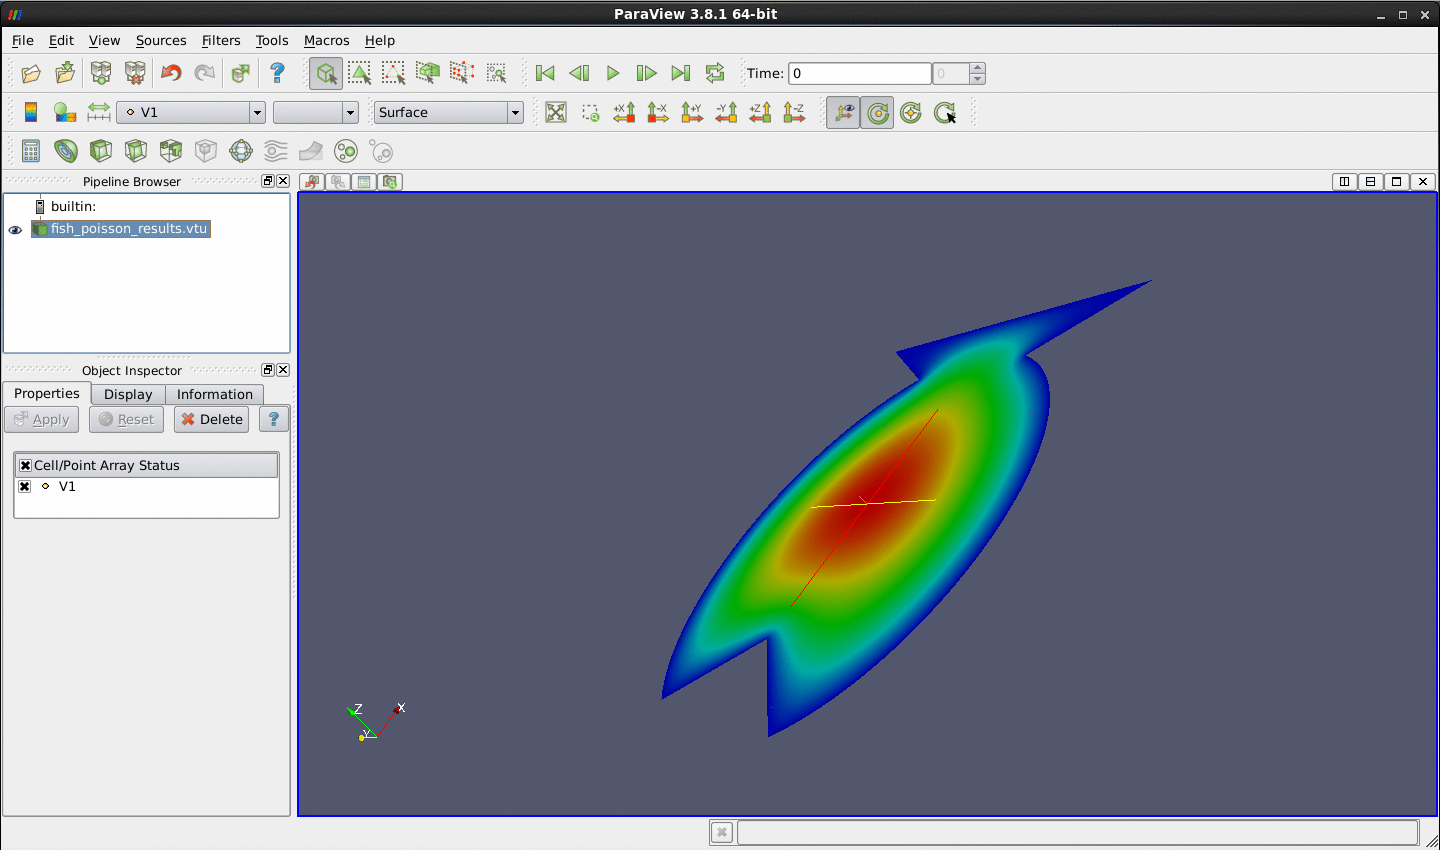 ParaView 3.8.1 64-bit
File Edit View Sources Filters Tools Macros Help
Time: 0 0
V1 Surface
+X -X +Y -Y +Z -Z
Pipeline Browser
builtin:
fish_poisson_results.vtu
Object Inspector
Properties Display Information
Apply Reset Delete ?
Cell/Point Array Status
V1
Z X
Y